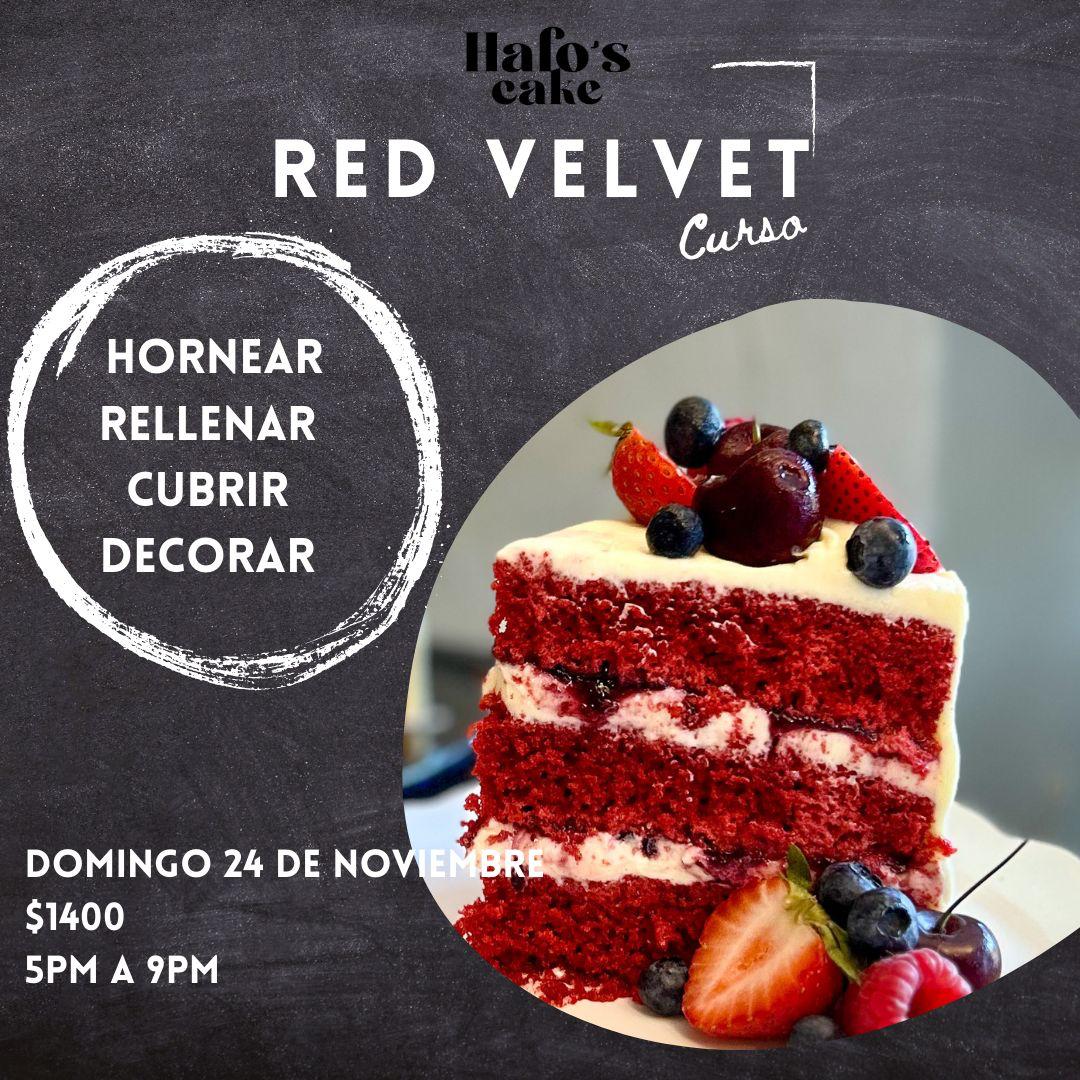 Hafo's
cake
RED VELVET
Curso
HORNEAR
RELLENAR
CUBRIR
DECORAR
DOMINGO 24 DE NOVIEMBRE
$1400
5PM A 9PM